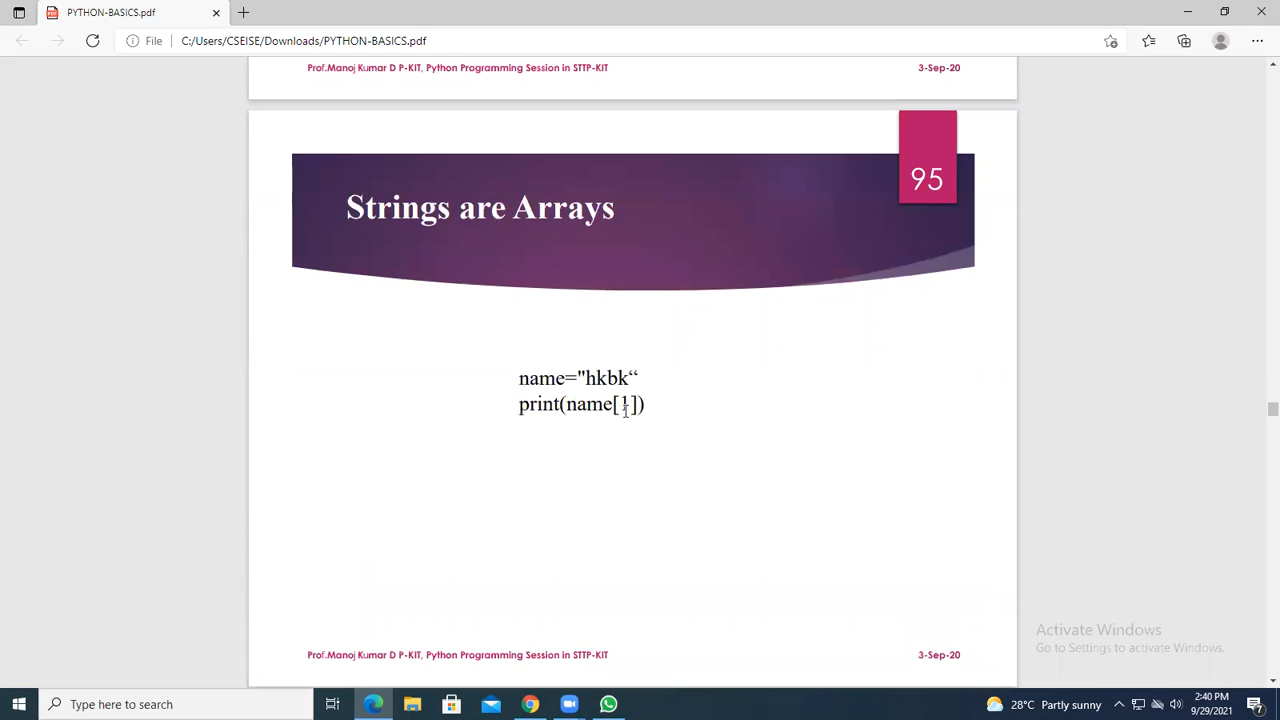 PYTHON-BASICS.pdf
File
C:/Users/CSEISE/Downloads/PYTHON-BASICS.pdf
Prof.Manoj Kumar D P-KIT, Python Programming Session in STTP-KIT
3-Sep-20
95
Strings are Arrays
name="hkbk“
print(name[1])
Prof.Manoj Kumar D P-KIT, Python Programming Session in STTP-KIT
3-Sep-20
Activate Windows
Go to Settings to activate Windows.
Type here to search
28°C Partly sunny
2:40 PM
9/29/2021
7